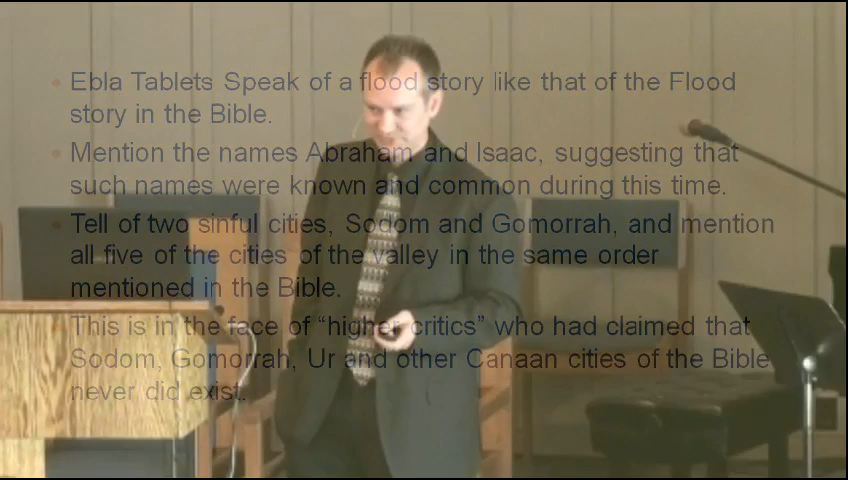 • Ebla Tablets Speak of a flood story like that of the Flood
story in the Bible.
• Mention the names Abraham and Isaac, suggesting that
such names were known and common during this time.
• Tell of two sinful cities, Sodom and Gomorrah, and mention
all five of the cities of the valley in the same order
mentioned in the Bible.
This is in the face of “higher critics” who had claimed that
Sodom, Gomorrah, Ur and other Canaan cities of the Bible
never did exist.